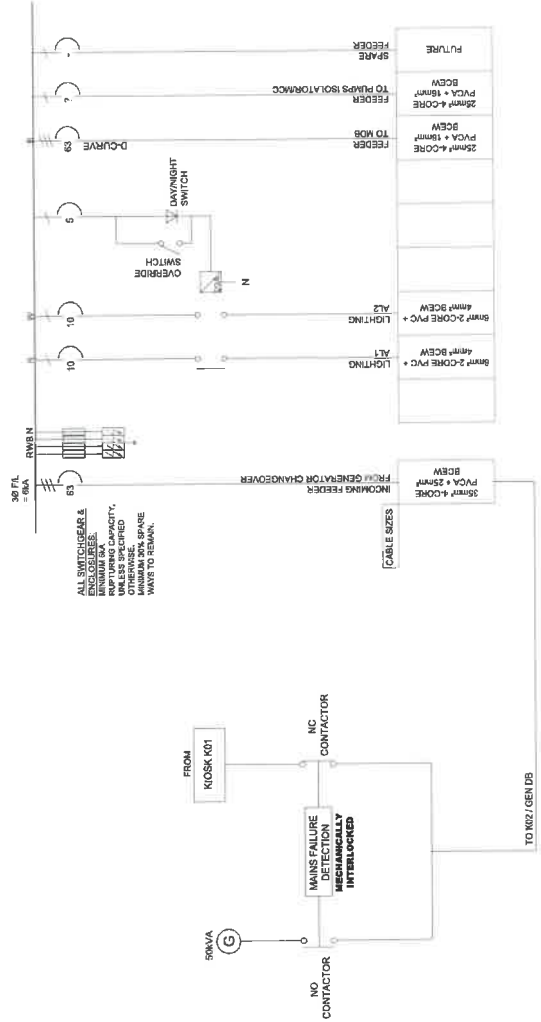 3Ø F/L
= 6kA
RWBN
63
10
10
5
63
?
-
D-CURVE
ALL SWITCHGEAR &
ENCLOSURES:
MINIMUM 6kA
RUPTURING CAPACITY,
UNLESS SPECIFIED
OTHERWISE.
MINIMUM 30% SPARE
WAYS TO REMAIN.
INCOMING FEEDER
FROM GENERATOR CHANGEOVER
LIGHTING
AL1
LIGHTING
AL2
OVERRIDE
SWITCH
DAY/NIGHT
SWITCH
N
FEEDER
TO MDB
FEEDER
TO PUMPS ISOLATOR/MCC
SPARE
FEEDER
CABLE SIZES
35mm² 4-CORE
PVCA + 25mm²
BCEW
6mm² 2-CORE PVC +
4mm² BCEW
6mm² 2-CORE PVC +
4mm² BCEW
25mm² 4-CORE
PVCA + 16mm²
BCEW
25mm² 4-CORE
PVCA + 16mm²
BCEW
FUTURE
50kVA
G
FROM
KIOSK K01
NO
CONTACTOR
MAINS FAILURE
DETECTION
MECHANICALLY
INTERLOCKED
NC
CONTACTOR
TO K02 / GEN DB